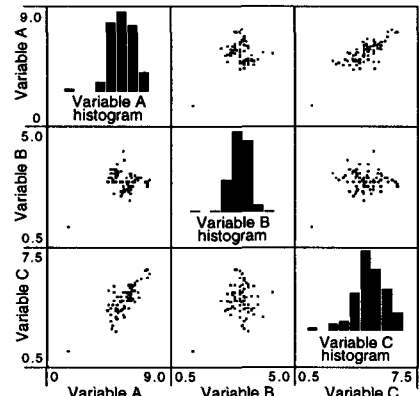 9.0
Variable A
0
Variable A
histogram
5.0
Variable B
0.5
Variable B
histogram
7.5
Variable C
0.5
Variable C
histogram
0
9.0
0.5
5.0
0.5
7.5
Variable A
Variable B
Variable C